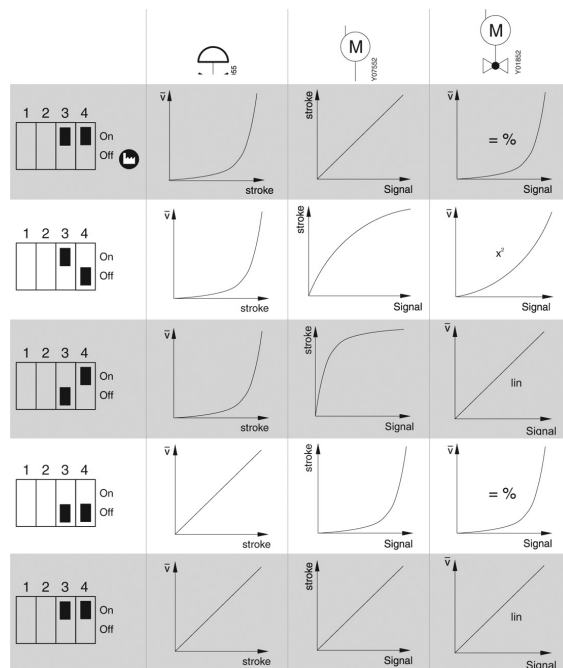 M
M
Y07552
Y01852
1 2 3 4
On
Off
v̄
stroke
stroke
Signal
v̄
= %
Signal
1 2 3 4
On
Off
v̄
stroke
stroke
Signal
v̄
x²
Signal
1 2 3 4
On
Off
v̄
stroke
stroke
Signal
v̄
lin
Signal
1 2 3 4
On
Off
v̄
stroke
stroke
Signal
v̄
= %
Signal
1 2 3 4
On
Off
v̄
stroke
stroke
Signal
v̄
lin
Signal